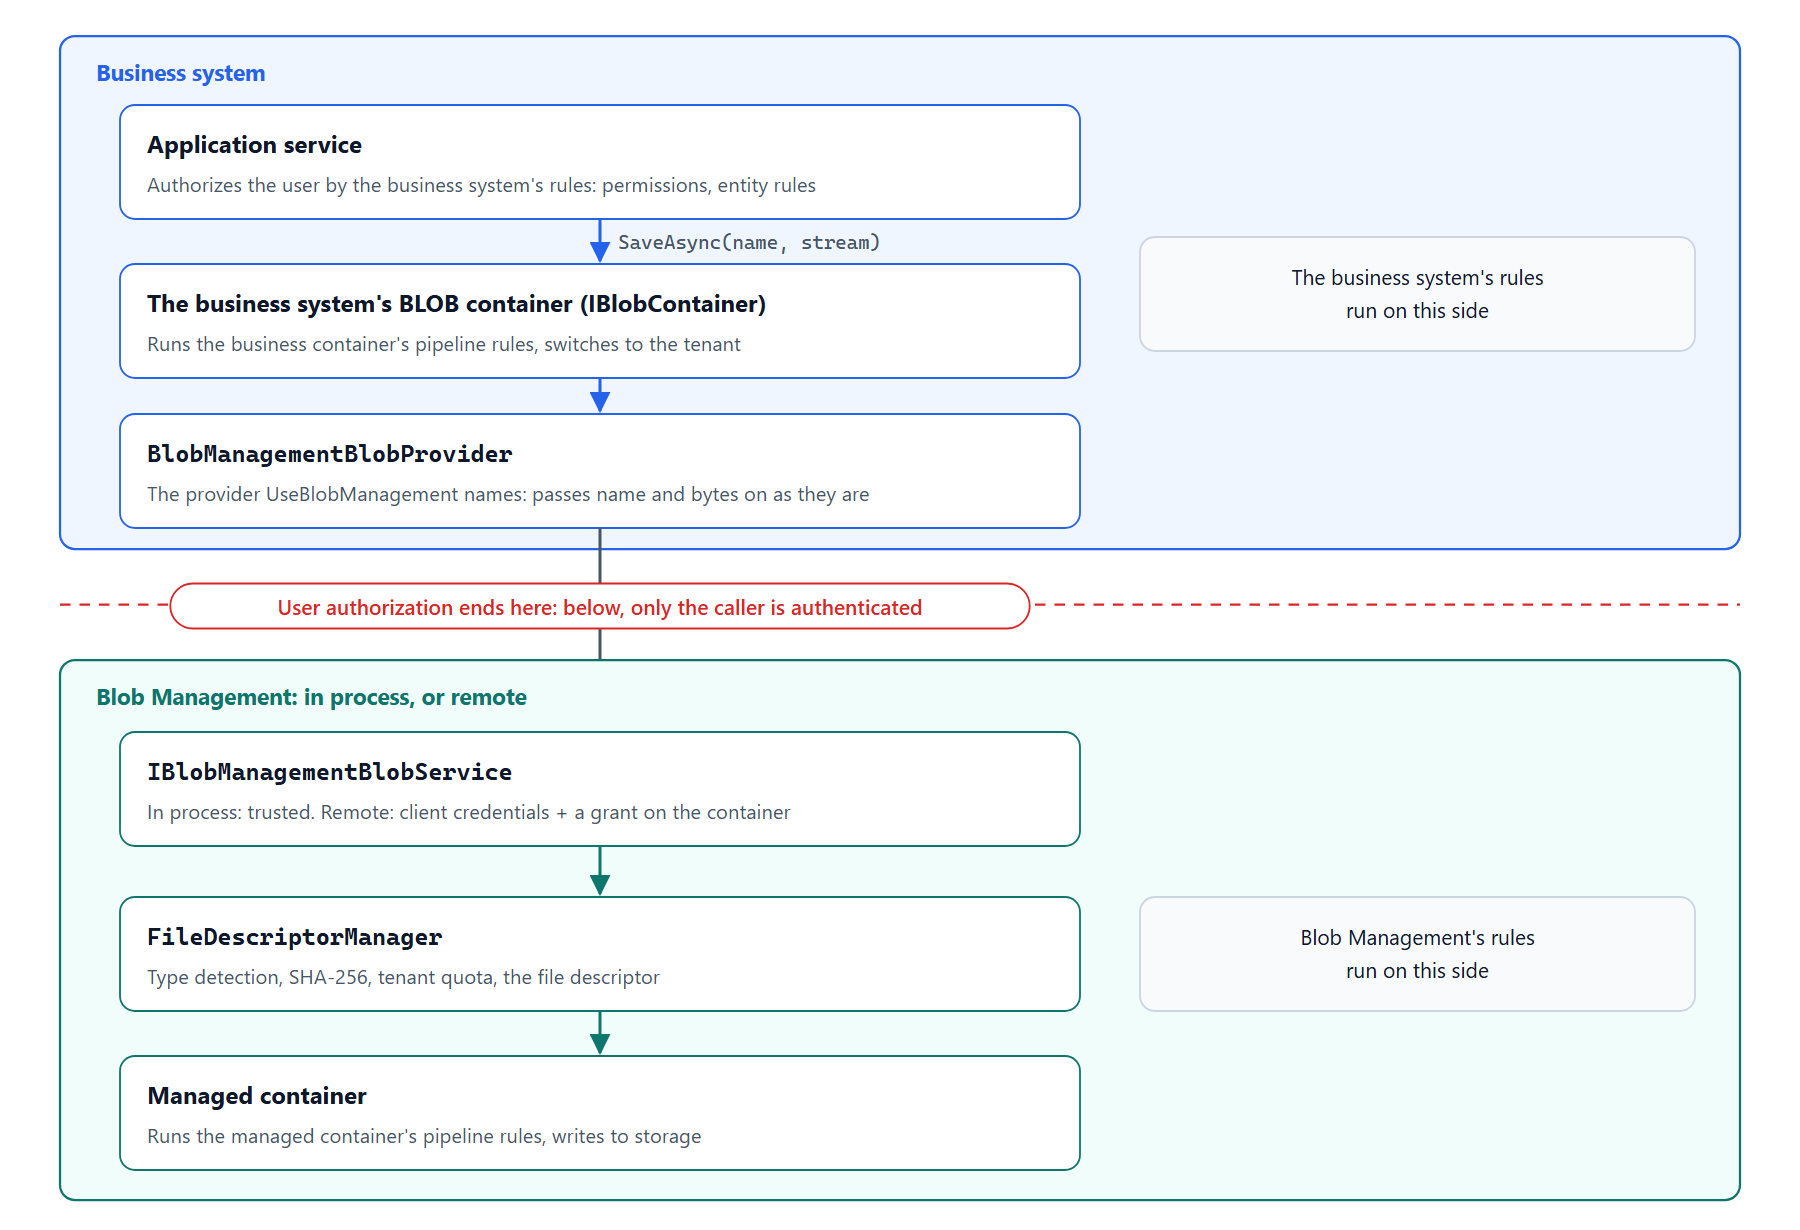 Business system
Application service
Authorizes the user by the business system's rules: permissions, entity rules
SaveAsync(name, stream)
The business system's BLOB container (IBlobContainer)
Runs the business container's pipeline rules, switches to the tenant
The business system's rules
run on this side
BlobManagementBlobProvider
The provider UseBlobManagement names: passes name and bytes on as they are
User authorization ends here: below, only the caller is authenticated
Blob Management: in process, or remote
IBlobManagementBlobService
In process: trusted. Remote: client credentials + a grant on the container
FileDescriptorManager
Type detection, SHA-256, tenant quota, the file descriptor
Blob Management's rules
run on this side
Managed container
Runs the managed container's pipeline rules, writes to storage